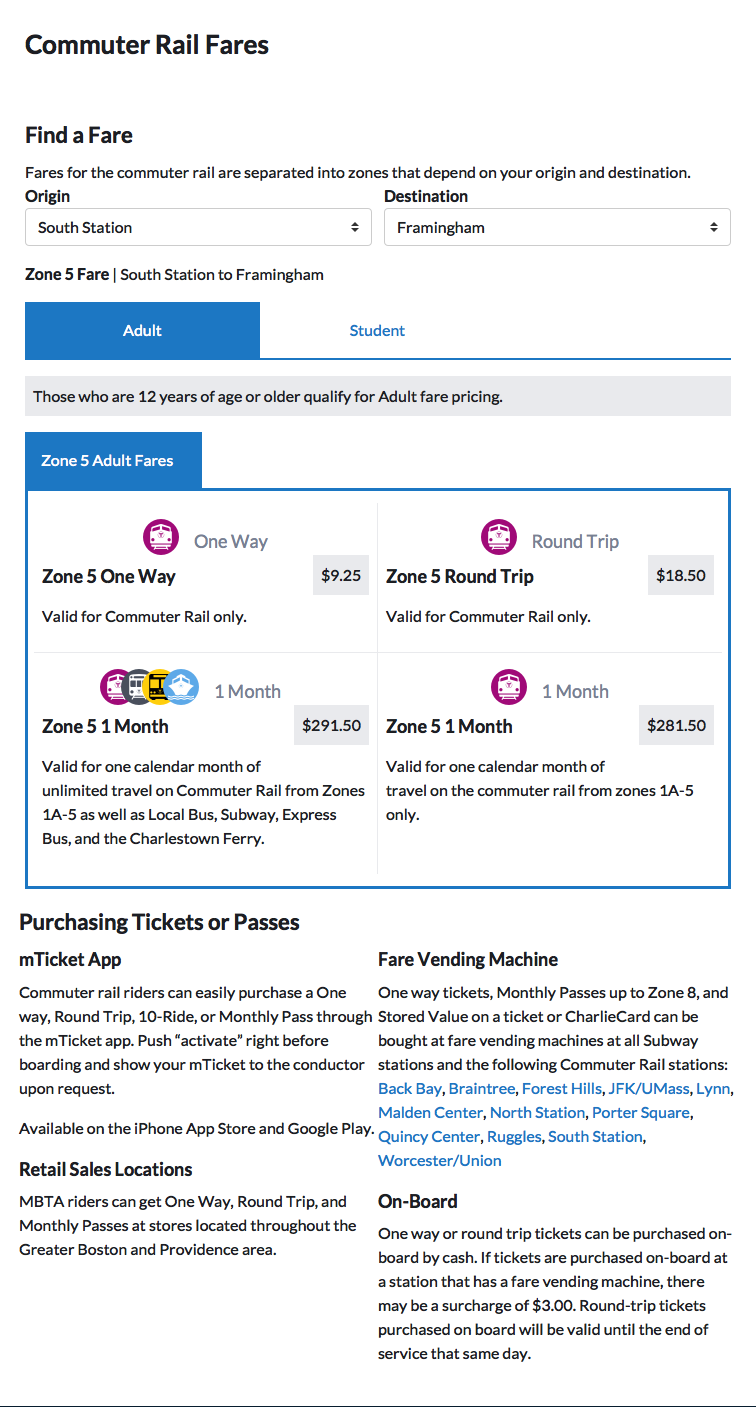 Commuter Rail Fares
Find a Fare
Fares for the commuter rail are separated into zones that depend on your origin and destination.
Origin
South Station
Destination
Framingham
Zone 5 Fare | South Station to Framingham
Adult
Student
Those who are 12 years of age or older qualify for Adult fare pricing.
Zone 5 Adult Fares
One Way
Zone 5 One Way
$9.25
Valid for Commuter Rail only.
Round Trip
Zone 5 Round Trip
$18.50
Valid for Commuter Rail only.
1 Month
Zone 5 1 Month
$291.50
Valid for one calendar month of
unlimited travel on Commuter Rail from Zones
1A-5 as well as Local Bus, Subway, Express
Bus, and the Charlestown Ferry.
1 Month
Zone 5 1 Month
$281.50
Valid for one calendar month of
travel on the commuter rail from zones 1A-5
only.
Purchasing Tickets or Passes
mTicket App
Commuter rail riders can easily purchase a One
way, Round Trip, 10-Ride, or Monthly Pass through
the mTicket app. Push “activate” right before
boarding and show your mTicket to the conductor
upon request.
Available on the iPhone App Store and Google Play.
Retail Sales Locations
MBTA riders can get One Way, Round Trip, and
Monthly Passes at stores located throughout the
Greater Boston and Providence area.
Fare Vending Machine
One way tickets, Monthly Passes up to Zone 8, and
Stored Value on a ticket or CharlieCard can be
bought at fare vending machines at all Subway
stations and the following Commuter Rail stations:
Back Bay, Braintree, Forest Hills, JFK/UMass, Lynn,
Malden Center, North Station, Porter Square,
Quincy Center, Ruggles, South Station,
Worcester/Union
On-Board
One way or round trip tickets can be purchased on-
board by cash. If tickets are purchased on-board at
a station that has a fare vending machine, there
may be a surcharge of $3.00. Round-trip tickets
purchased on board will be valid until the end of
service that same day.